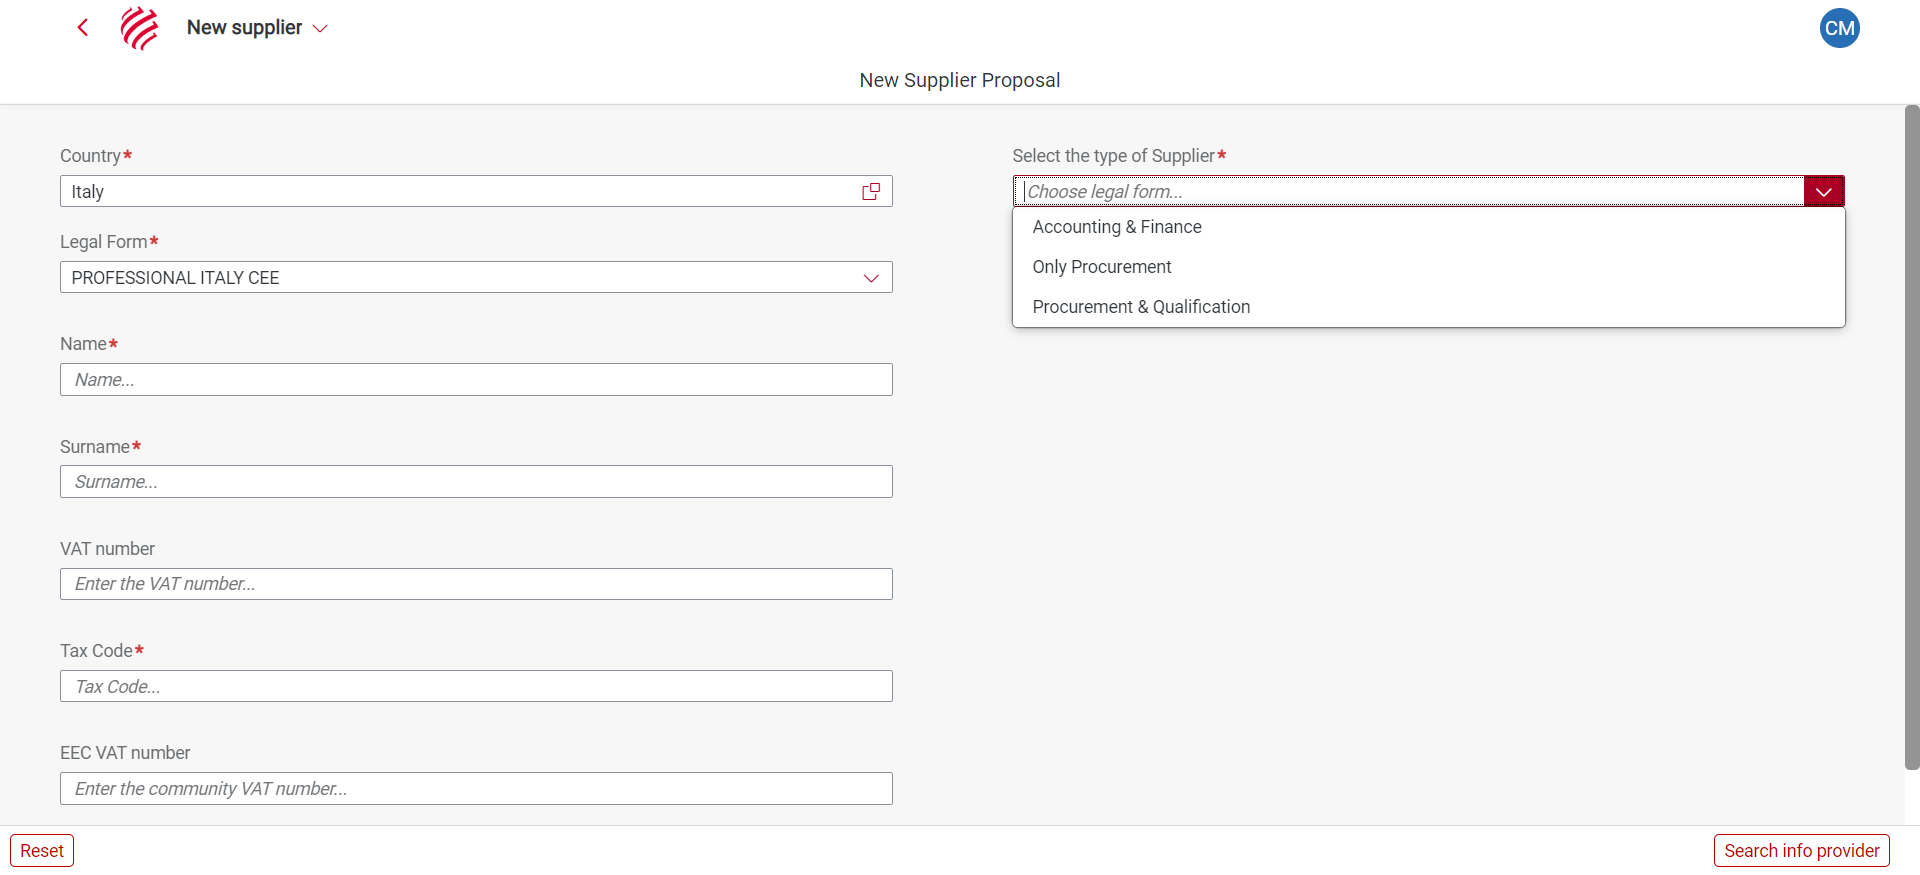 New supplier
CM
New Supplier Proposal
Country*
Italy
Legal Form*
PROFESSIONAL ITALY CEE
Name*
Name...
Surname*
Surname...
VAT number
Enter the VAT number...
Tax Code*
Tax Code...
EEC VAT number
Enter the community VAT number...
Select the type of Supplier*
Choose legal form...
Accounting & Finance
Only Procurement
Procurement & Qualification
Reset
Search info provider